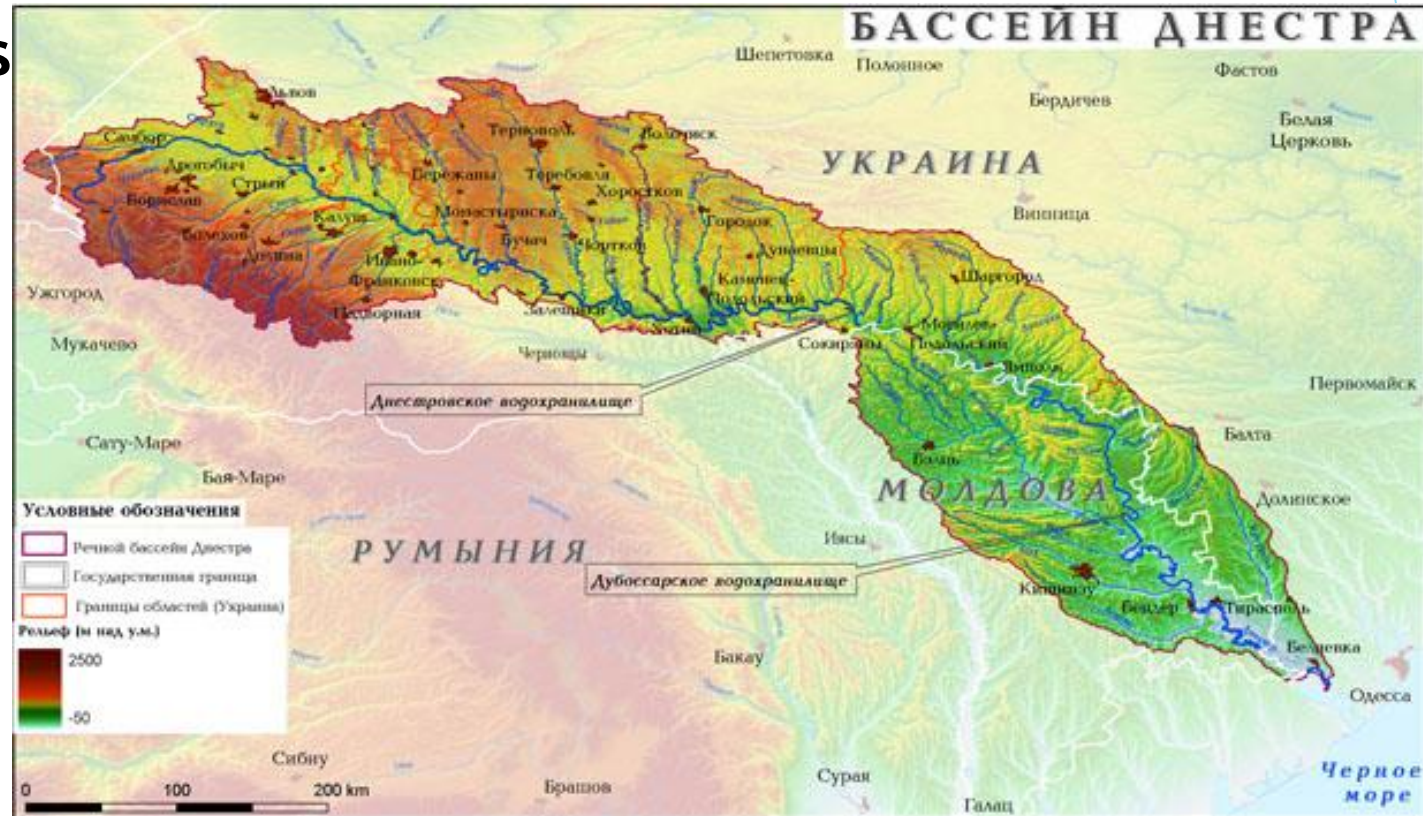 s
БАССЕЙН ДНЕСТРА
Шепетовка
Полонное
Фастов
Бердичев
Белая
Церковь
УКРАИНА
Винница
Львов
Самбор
Дрогобыч
Борислав
Стрый
Тернополь
Волочиск
Бережаны
Теребовля
Хоростков
Монастыриска
Городок
Калуш
Бучач
Чортков
Дунаевцы
Болехов
Долина
Ивано-
Франковск
Каменец-
Подольский
Шаргород
Ужгород
Надворная
Залещики
Хотин
Мукачево
Черновцы
Сокиряны
Могилев-
Подольский
Ямполь
Днестровское водохранилище
Первомайск
Сату-Маре
Балта
Бая-Маре
МОЛДОВА
Долинское
Условные обозначения
Речной бассейн Днестра
Государственная граница
Границы областей (Украина)
Рельеф (м над у.м.)
2500
-50
РУМЫНИЯ
Яссы
Дубоссарское водохранилище
Кишинэу
Бендер
Тирасполь
Бакау
Беляевка
Одесса
Сибиу
Брашов
Сурая
Галац
Черное
море
0 100 200 km